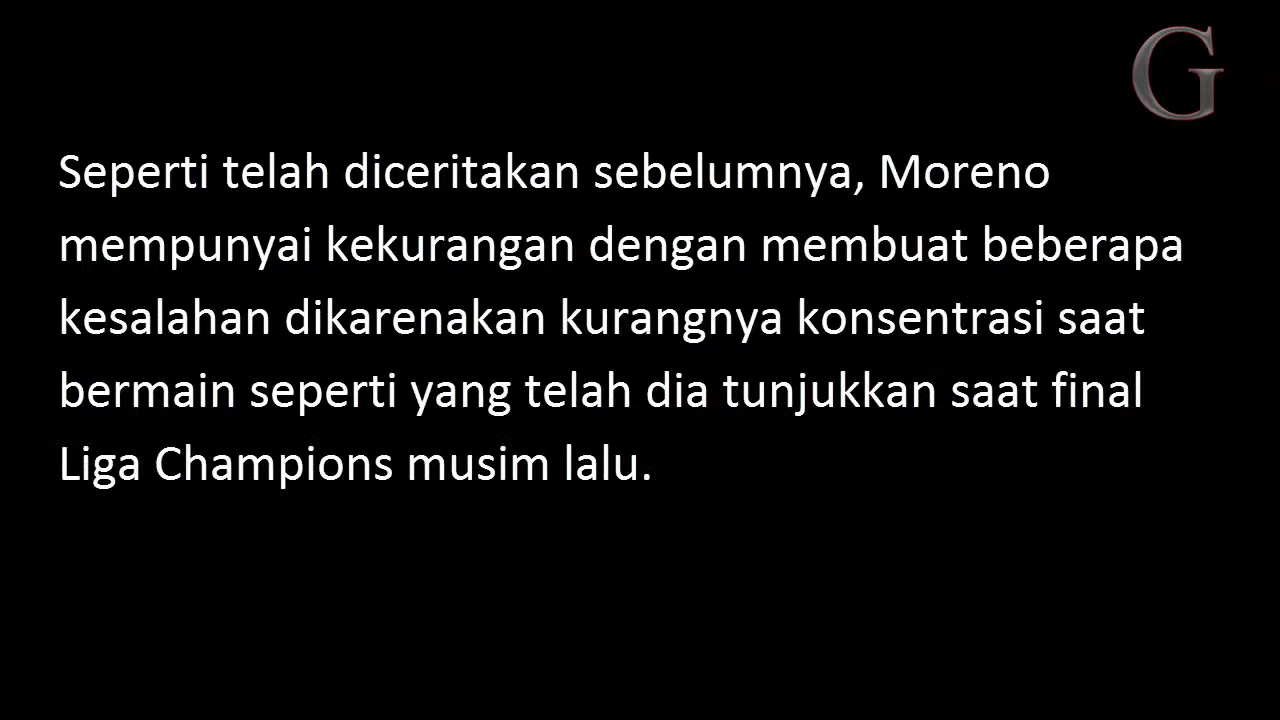 G
Seperti telah diceritakan sebelumnya, Moreno
mempunyai kekurangan dengan membuat beberapa
kesalahan dikarenakan kurangnya konsentrasi saat
bermain seperti yang telah dia tunjukkan saat final
Liga Champions musim lalu.